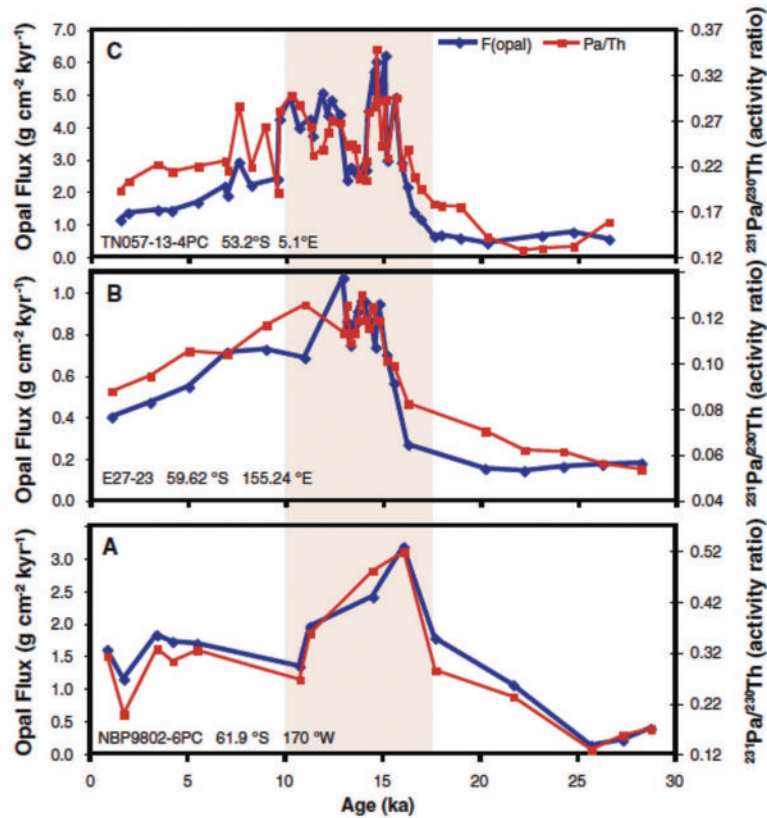 C
F(opal) Pa/Th
7.0
6.0
5.0
4.0
3.0
2.0
1.0
0.0
Opal Flux (g cm⁻² kyr⁻¹)
0.37
0.32
0.27
0.22
0.17
0.12
²³¹Pa/²³⁰Th (activity ratio)
TN057-13-4PC 53.2°S 5.1°E
B
1.0
0.8
0.6
0.4
0.2
0.0
Opal Flux (g cm⁻² kyr⁻¹)
0.12
0.10
0.08
0.06
0.04
²³¹Pa/²³⁰Th (activity ratio)
E27-23 59.62 °S 155.24 °E
A
3.0
2.5
2.0
1.5
1.0
0.5
0.0
Opal Flux (g cm⁻² kyr⁻¹)
0.52
0.42
0.32
0.22
0.12
²³¹Pa/²³⁰Th (activity ratio)
NBP9802-6PC 61.9 °S 170 °W
0 5 10 15 20 25 30
Age (ka)